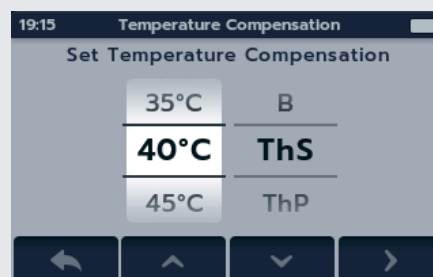 19:15 Temperature Compensation
Set Temperature Compensation
35°C B
40°C ThS
45°C ThP